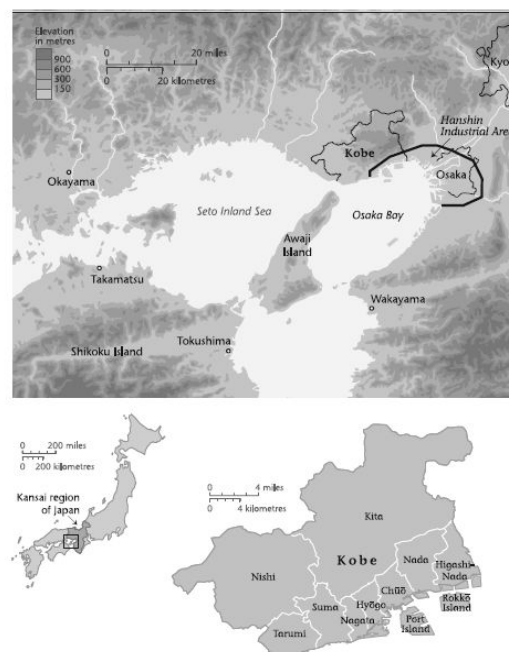 Elevation
in metres
900
600
300
150
0 20 miles
0 20 kilometres
Kyo
Hanshin
Industrial Area
Kobe
Osaka
Okayama
Seto Inland Sea
Osaka Bay
Awaji
Island
Takamatsu
Wakayama
Tokushima
Shikoku Island
0 200 miles
0 200 kilometres
Kansai region
of Japan
0 4 miles
0 4 kilometres
Kita
Kobe
Nada
Higashi-
Nada
Nishi
Chūō
Suma
Hyōgo
Rokkō
Island
Nagata
Port
Island
Tarumi